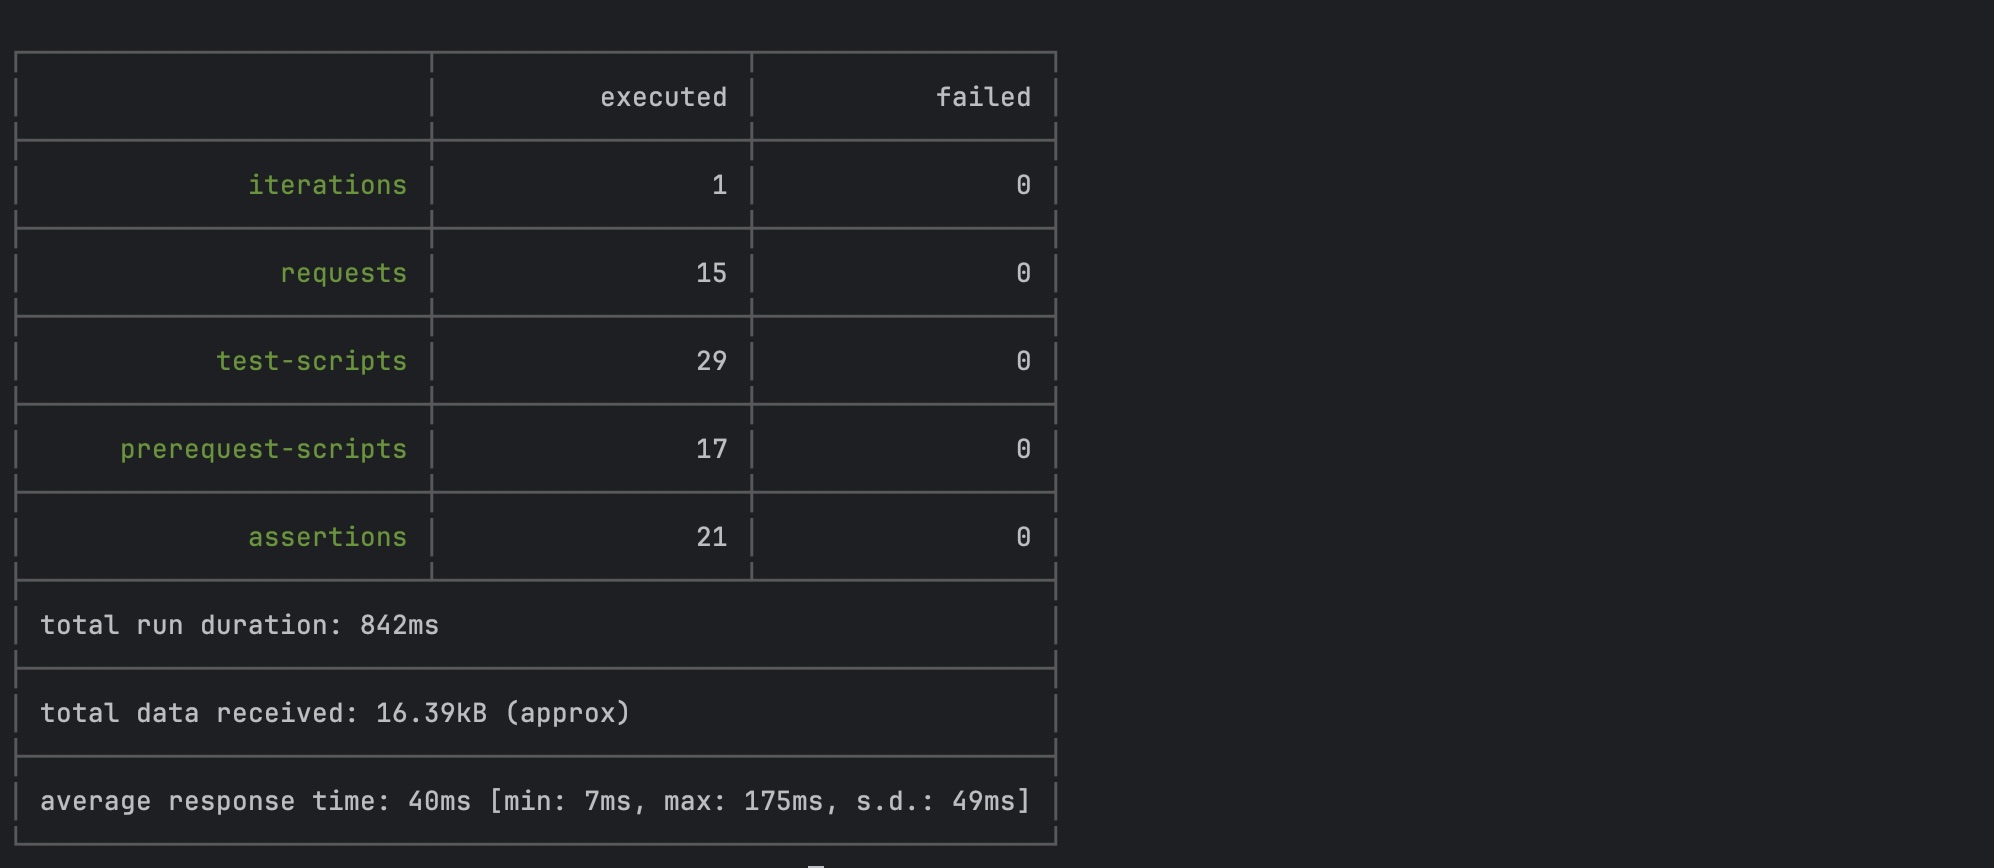 executed failed
iterations 1 0
requests 15 0
test-scripts 29 0
prerequest-scripts 17 0
assertions 21 0
total run duration: 842ms
total data received: 16.39kB (approx)
average response time: 40ms [min: 7ms, max: 175ms, s.d.: 49ms]